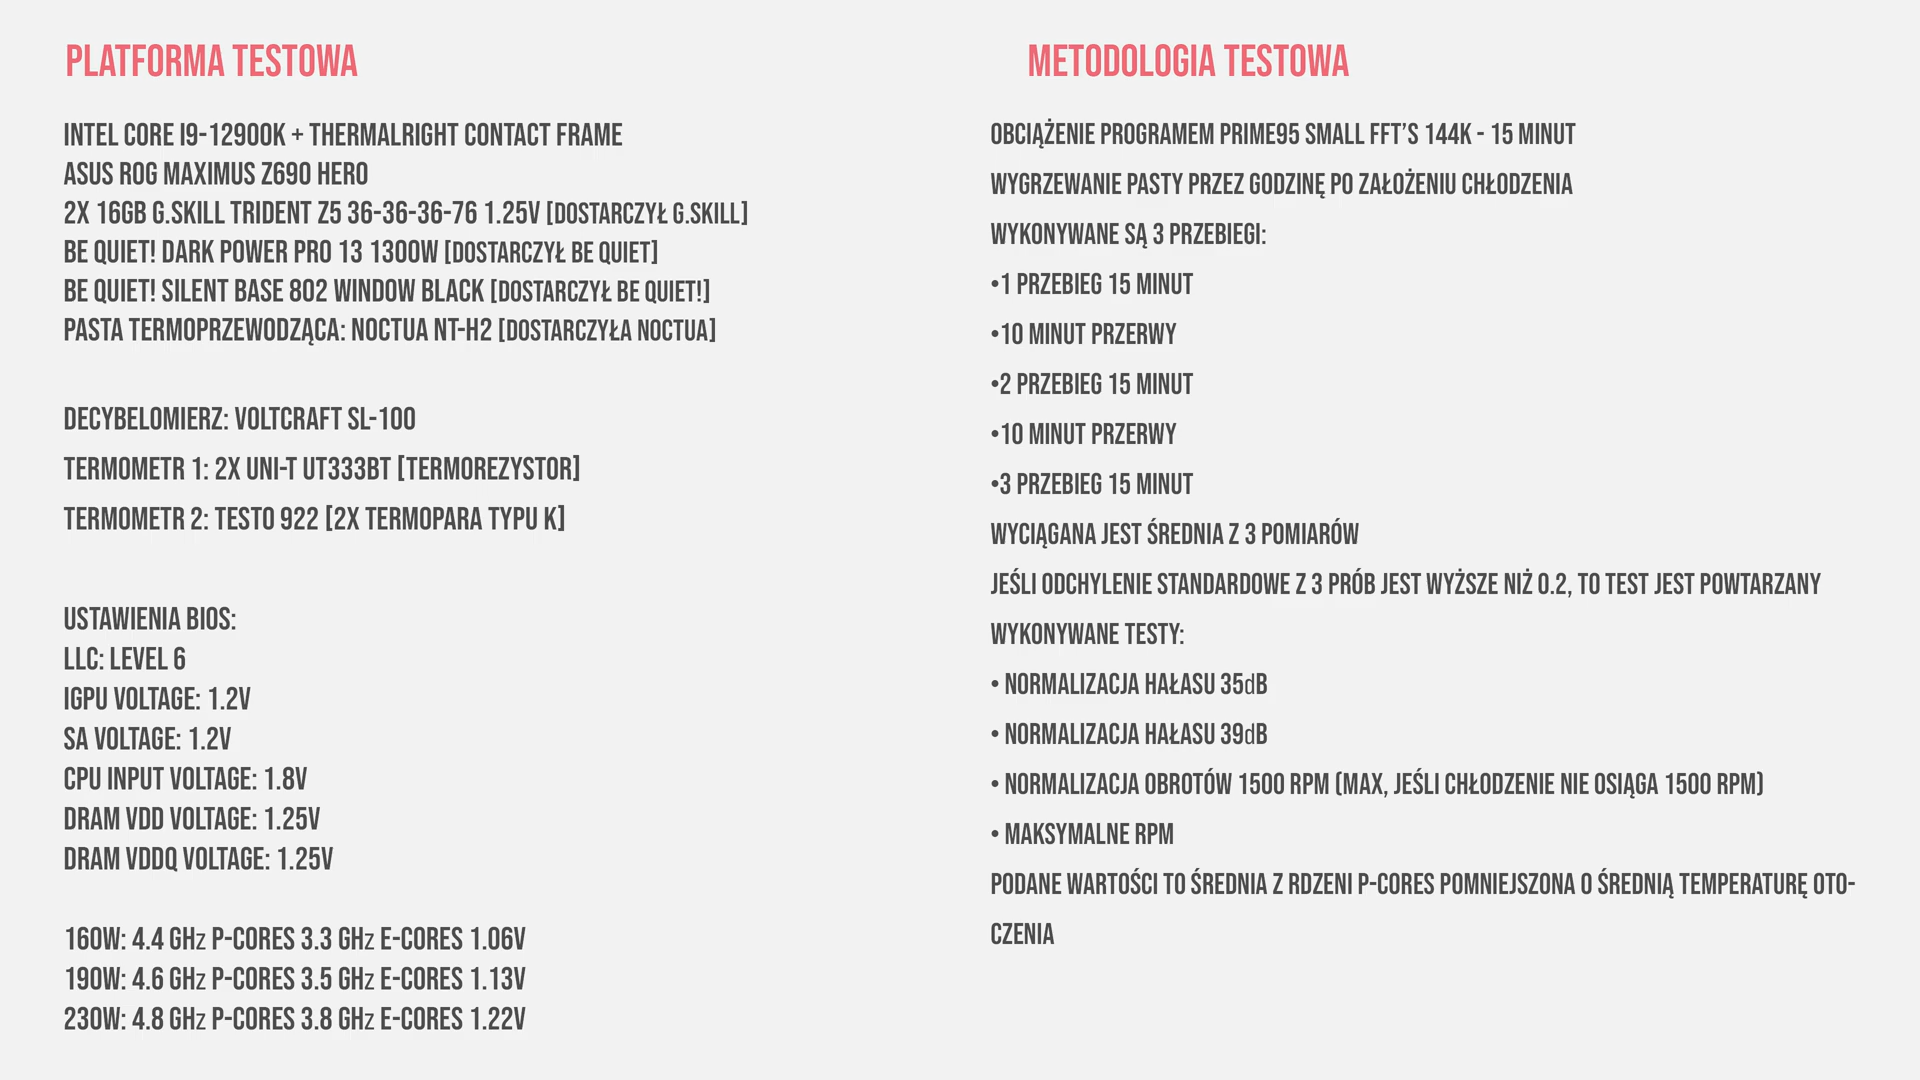 PLATFORMA TESTOWA
INTEL CORE I9-12900K + THERMALRIGHT CONTACT FRAME
ASUS ROG MAXIMUS Z690 HERO
2X 16GB G.SKILL TRIDENT Z5 36-36-36-76 1.25V [DOSTARCZYŁ G.SKILL]
BE QUIET! DARK POWER PRO 13 1300W [DOSTARCZYŁ BE QUIET]
BE QUIET! SILENT BASE 802 WINDOW BLACK [DOSTARCZYŁ BE QUIET!]
PASTA TERMOPRZEWODZĄCA: NOCTUA NT-H2 [DOSTARCZYŁA NOCTUA]
DECYBELOMIERZ: VOLTCRAFT SL-100
TERMOMETR 1: 2X UNI-T UT333BT [TERMOREZYSTOR]
TERMOMETR 2: TESTO 922 [2X TERMOPARA TYPU K]
USTAWIENIA BIOS:
LLC: LEVEL 6
IGPU VOLTAGE: 1.2V
SA VOLTAGE: 1.2V
CPU INPUT VOLTAGE: 1.8V
DRAM VDD VOLTAGE: 1.25V
DRAM VDDQ VOLTAGE: 1.25V
160W: 4.4 GHz P-CORES 3.3 GHz E-CORES 1.06V
190W: 4.6 GHz P-CORES 3.5 GHz E-CORES 1.13V
230W: 4.8 GHz P-CORES 3.8 GHz E-CORES 1.22V
METODOLOGIA TESTOWA
OBCIĄŻENIE PROGRAMEM PRIME95 SMALL FFT’S 144K - 15 MINUT
WYGRZEWANIE PASTY PRZEZ GODZINĘ PO ZAŁOŻENIU CHŁODZENIA
WYKONYWANE SĄ 3 PRZEBIEGI:
•1 PRZEBIEG 15 MINUT
•10 MINUT PRZERWY
•2 PRZEBIEG 15 MINUT
•10 MINUT PRZERWY
•3 PRZEBIEG 15 MINUT
WYCIĄGANA JEST ŚREDNIA Z 3 POMIARÓW
JEŚLI ODCHYLENIE STANDARDOWE Z 3 PRÓB JEST WYŻSZE NIŻ 0.2, TO TEST JEST POWTARZANY
WYKONYWANE TESTY:
• NORMALIZACJA HAŁASU 35dB
• NORMALIZACJA HAŁASU 39dB
• NORMALIZACJA OBROTÓW 1500 RPM (MAX, JEŚLI CHŁODZENIE NIE OSIĄGA 1500 RPM)
• MAKSYMALNE RPM
PODANE WARTOŚCI TO ŚREDNIA Z RDZENI P-CORES POMNIEJSZONA O ŚREDNIĄ TEMPERATURĘ OTO-
CZENIA